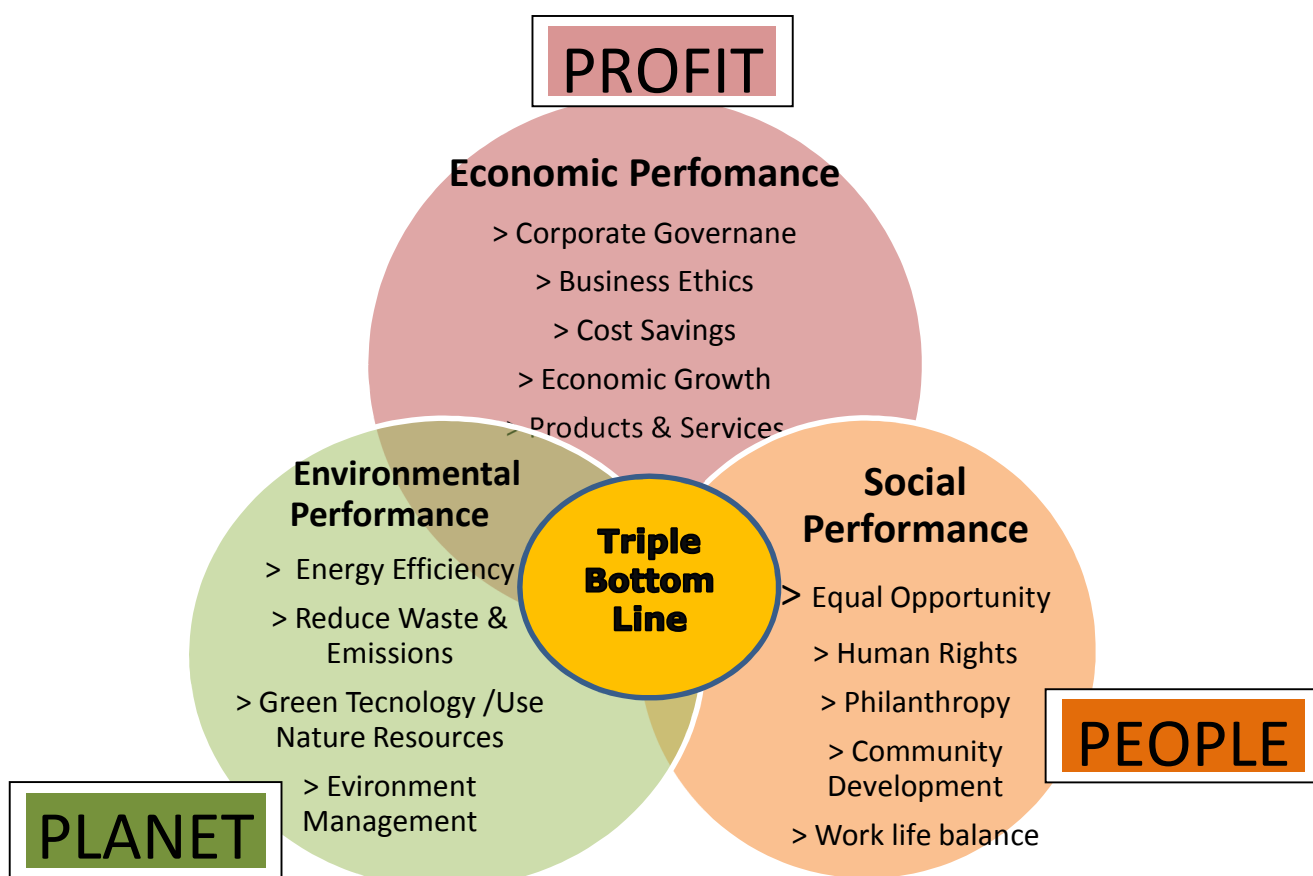 PROFIT
Economic Perfomance
> Corporate Governane
> Business Ethics
> Cost Savings
> Economic Growth
> Products & Services
Environmental
Performance
> Energy Efficiency
> Reduce Waste &
Emissions
> Green Tecnology /Use
Nature Resources
> Evironment
Management
PLANET
Triple
Bottom
Line
Social
Performance
> Equal Opportunity
> Human Rights
> Philanthropy
> Community
Development
> Work life balance
PEOPLE